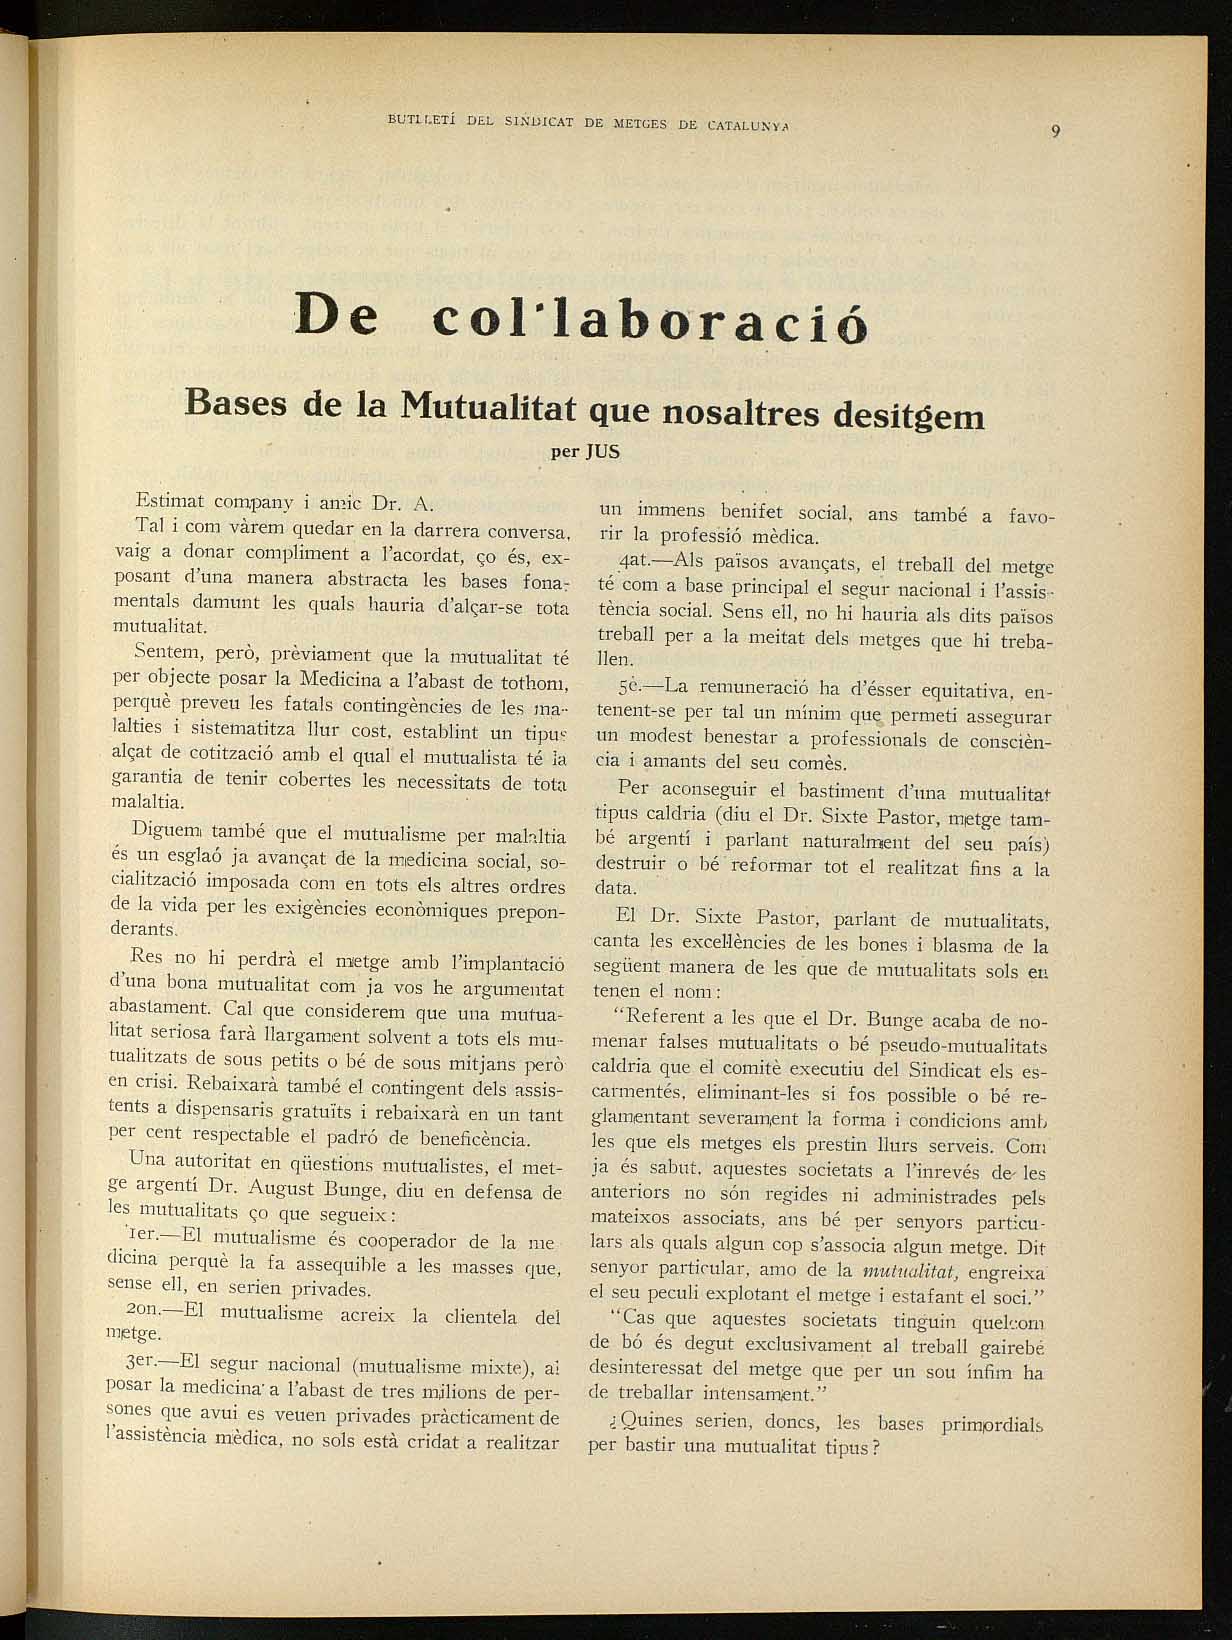 BUTLLETÍ DEL SINDICAT DE METGES DE CATALUNYA
9
De col·laboració
Bases de la Mutualitat que nosaltres desitgem
per JUS
Estimat company i amic Dr. A.
Tal i com vàrem quedar en la darrera conversa,
vaig a donar compliment a l'acordat, ço és, ex-
posant d'una manera abstracta les bases fona-
mentals damunt les quals hauria d'alçar-se tota
mutualitat.
Sentem, però, prèviament que la mutualitat té
per objecte posar la Medicina a l'abast de tothom,
perquè preveu les fatals contingències de les ma-
lalties i sistematitza llur cost, establint un tipus
alçat de cotització amb el qual el mutualista té la
garantia de tenir cobertes les necessitats de tota
malaltia.
Diguem també que el mutualisme per malaltia
és un esglaó ja avançat de la medicina social, so-
cialització imposada com en tots els altres ordres
de la vida per les exigències econòmiques prepon-
derants.
Res no hi perdrà el metge amb l'implantació
d'una bona mutualitat com ja vos he argumentat
abastament. Cal que considerem que una mutua-
litat seriosa farà llargament solvent a tots els mu-
tualitzats de sous petits o bé de sous mitjans però
en crisi. Rebaixarà també el contingent dels assis-
tents a dispensaris gratuïts i rebaixarà en un tant
per cent respectable el padró de beneficència.
Una autoritat en qüestions mutualistes, el met-
ge argentí Dr. August Bunge, diu en defensa de
les mutualitats ço que segueix:
1er.—El mutualisme és cooperador de la me
dicina perquè la fa assequible a les masses que,
sense ell, en serien privades.
2on.—El mutualisme acreix la clientela del
metge.
3er.—El segur nacional (mutualisme mixte), al
posar la medicina a l'abast de tres milions de per-
sones que avui es veuen privades pràcticament de
l'assistència mèdica, no sols està cridat a realitzar
un immens benifet social, ans també a favo-
rir la professió mèdica.
4at.—Als països avançats, el treball del metge
té com a base principal el segur nacional i l'assis-
tència social. Sens ell, no hi hauria als dits països
treball per a la meitat dels metges que hi treba-
llen.
5è.—La remuneració ha d'ésser equitativa, en-
tenent-se per tal un mínim que permeti assegurar
un modest benestar a professionals de conscièn-
cia i amants del seu comès.
Per aconseguir el bastiment d'una mutualitat
tipus caldria (diu el Dr. Sixte Pastor, metge tam-
bé argentí i parlant naturalment del seu país)
destruir o bé reformar tot el realitzat fins a la
data.
El Dr. Sixte Pastor, parlant de mutualitats,
canta les excel·lències de les bones i blasma de la
següent manera de les que de mutualitats sols en
tenen el nom:
"Referent a les que el Dr. Bunge acaba de no-
menar falses mutualitats o bé pseudo-mutualitats
caldria que el comitè executiu del Sindicat els es-
carmentés, eliminant-les si fos possible o bé re-
glamentant severament la forma i condicions amb
les que els metges els prestin llurs serveis. Com
ja és sabut, aquestes societats a l'inrevés de les
anteriors no són regides ni administrades pels
mateixos associats, ans bé per senyors particu-
lars als quals algun cop s'associa algun metge. Dit
senyor particular, amo de la mutualitat, engreixa
el seu peculi explotant el metge i estafant el soci."
"Cas que aquestes societats tinguin quelcom
de bó és degut exclusivament al treball gairebé
desinteressat del metge que per un sou ínfim ha
de treballar intensament."
¿Quines serien, doncs, les bases primordials
per bastir una mutualitat tipus?